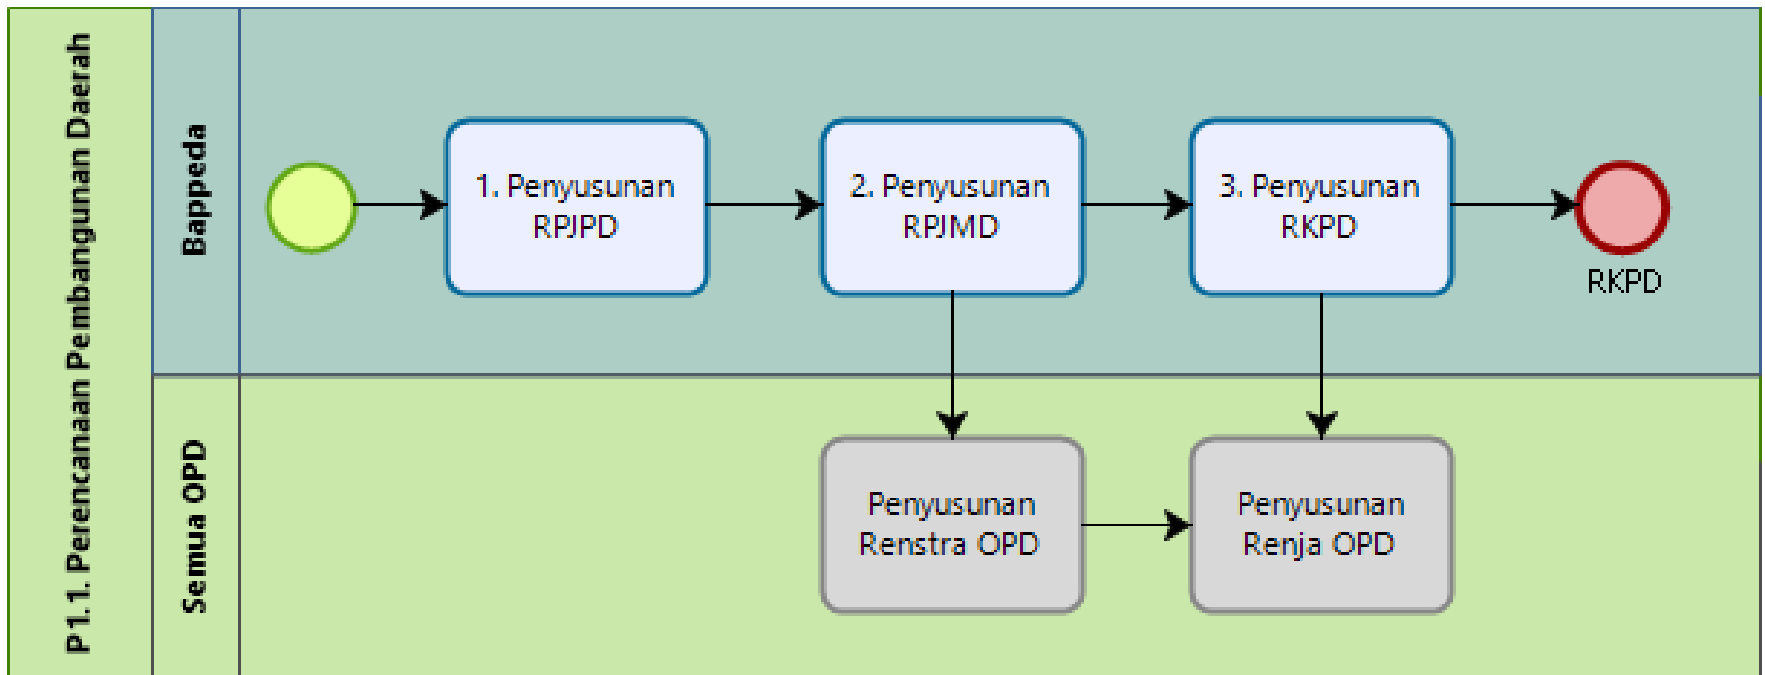 P1.1. Perencanaan Pembangunan Daerah
Bappeda
1. Penyusunan
RPJPD
2. Penyusunan
RPJMD
3. Penyusunan
RKPD
RKPD
Semua OPD
Penyusunan
Renstra OPD
Penyusunan
Renja OPD